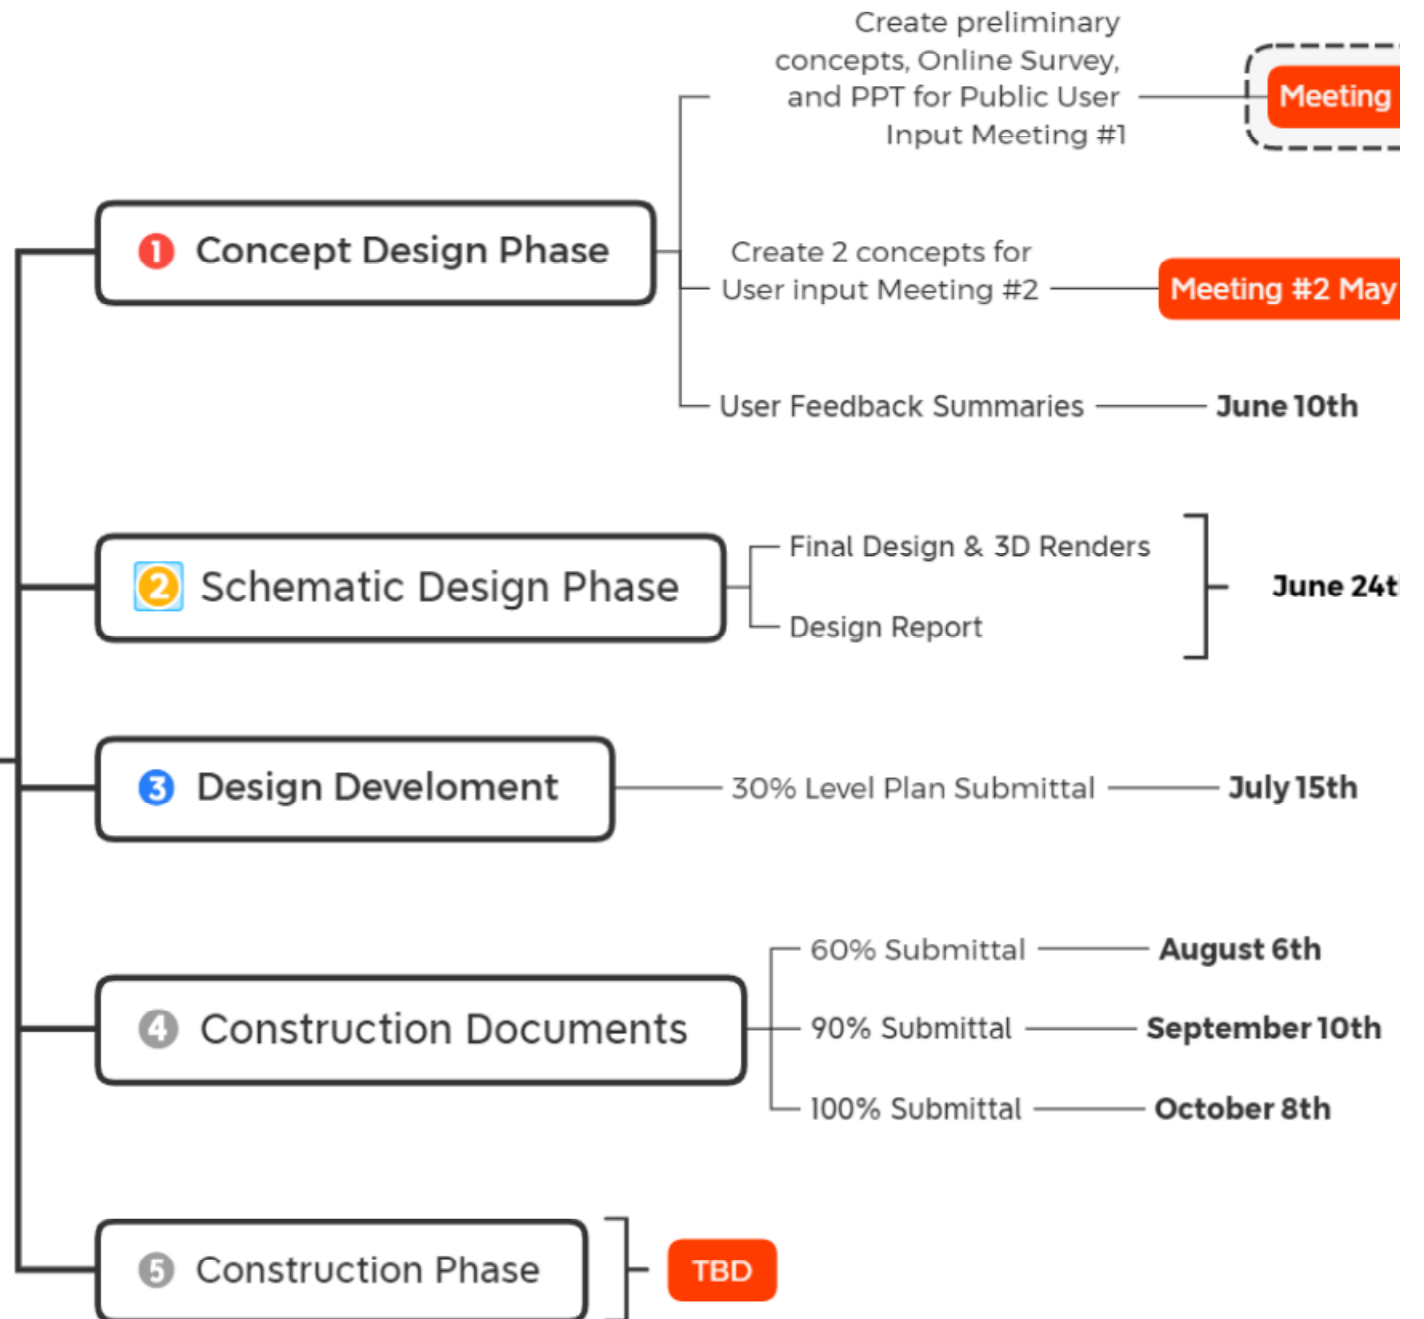 Create preliminary
concepts, Online Survey,
and PPT for Public User
Input Meeting #1
Meeting
1 Concept Design Phase
Create 2 concepts for
User input Meeting #2
Meeting #2 May
User Feedback Summaries
June 10th
2 Schematic Design Phase
Final Design & 3D Renders
Design Report
June 24t
3 Design Develoment
30% Level Plan Submittal
July 15th
4 Construction Documents
60% Submittal
August 6th
90% Submittal
September 10th
100% Submittal
October 8th
5 Construction Phase
TBD